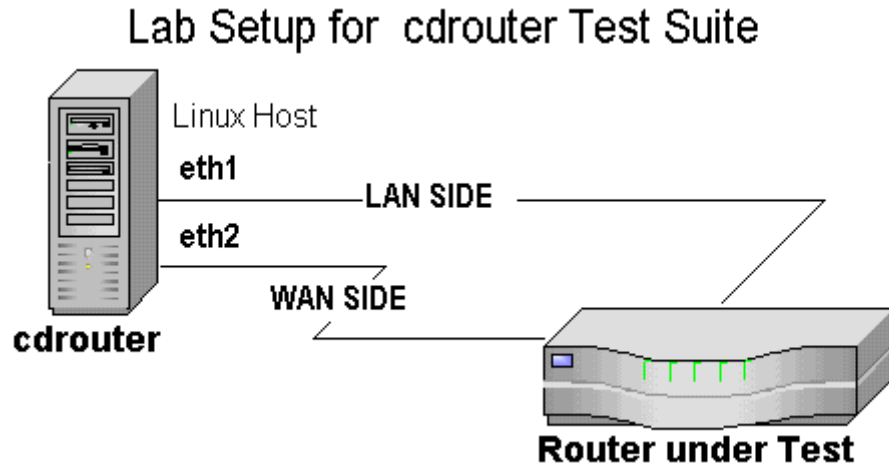 Lab Setup for cdrouter Test Suite
Linux Host
eth1
LAN SIDE
eth2
WAN SIDE
cdrouter
Router under Test